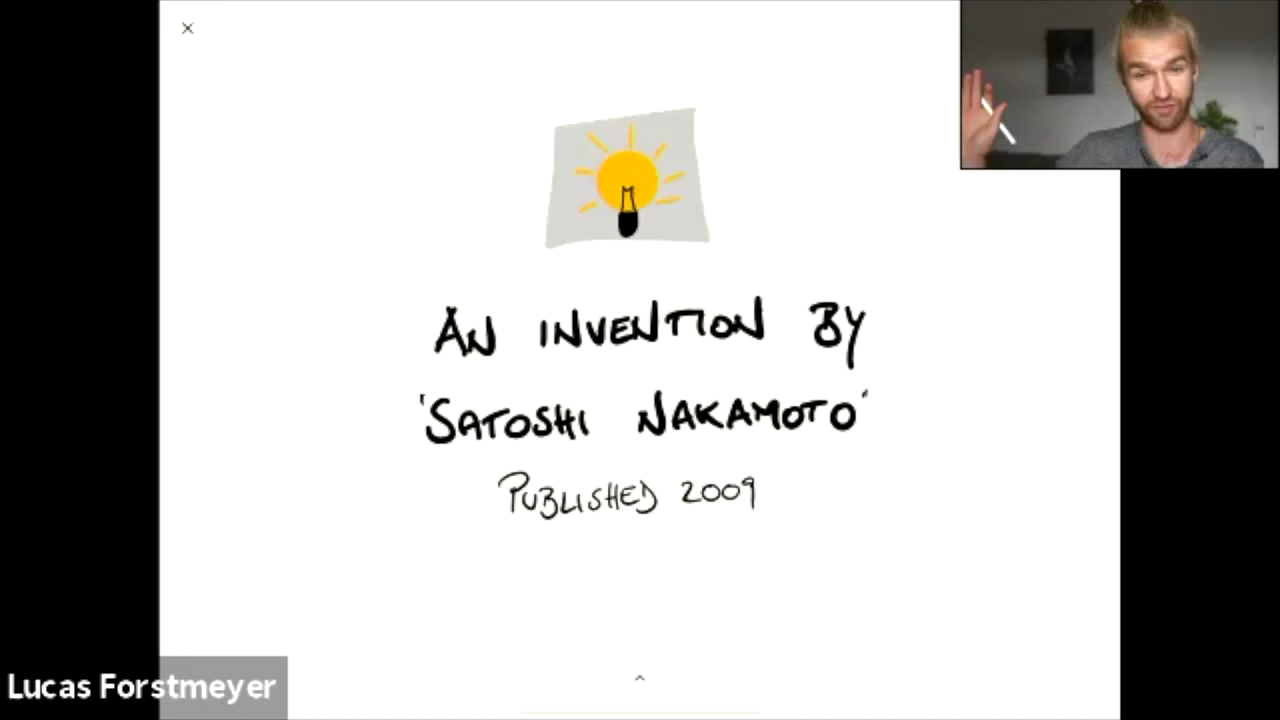 AN INVENTION BY
'SATOSHI NAKAMOTO'
PUBLISHED 2009
Lucas Forstmeyer